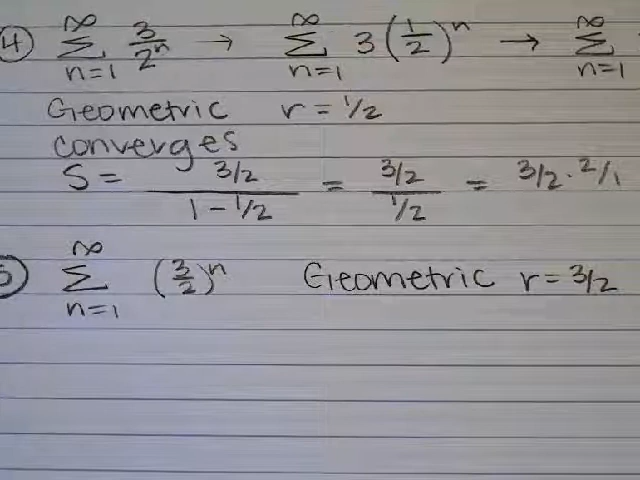 ④ ∞∑n=1 3/2ⁿ → ∞∑n=1 3(1/2)ⁿ → ∞∑n=1
Geometric r = 1/2
converges
S = 3/2 / 1 - 1/2 = 3/2 / 1/2 = 3/2 · 2/1
⑤ ∞∑n=1 (3/2)ⁿ Geometric r = 3/2